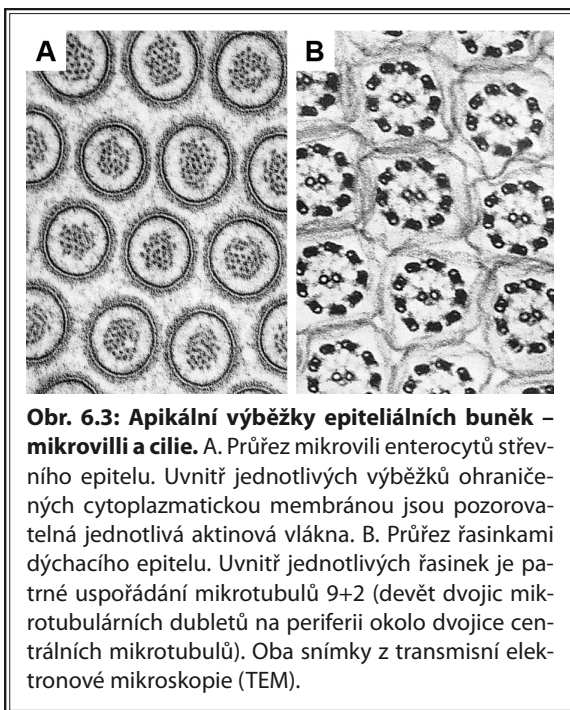 A
B
Obr. 6.3: Apikální výběžky epiteliálních buněk –
mikrovilli a cilie. A. Průřez mikrovili enterocytů střev-
ního epitelu. Uvnitř jednotlivých výběžků ohraniče-
ných cytoplazmatickou membránou jsou pozorova-
telná jednotlivá aktinová vlákna. B. Průřez řasinkami
dýchacího epitelu. Uvnitř jednotlivých řasinek je pa-
trné uspořádání mikrotubulů 9+2 (devět dvojic mik-
rotubulárních dubletů na periferii okolo dvojice cen-
trálních mikrotubulů). Oba snímky z transmisní elek-
tronové mikroskopie (TEM).